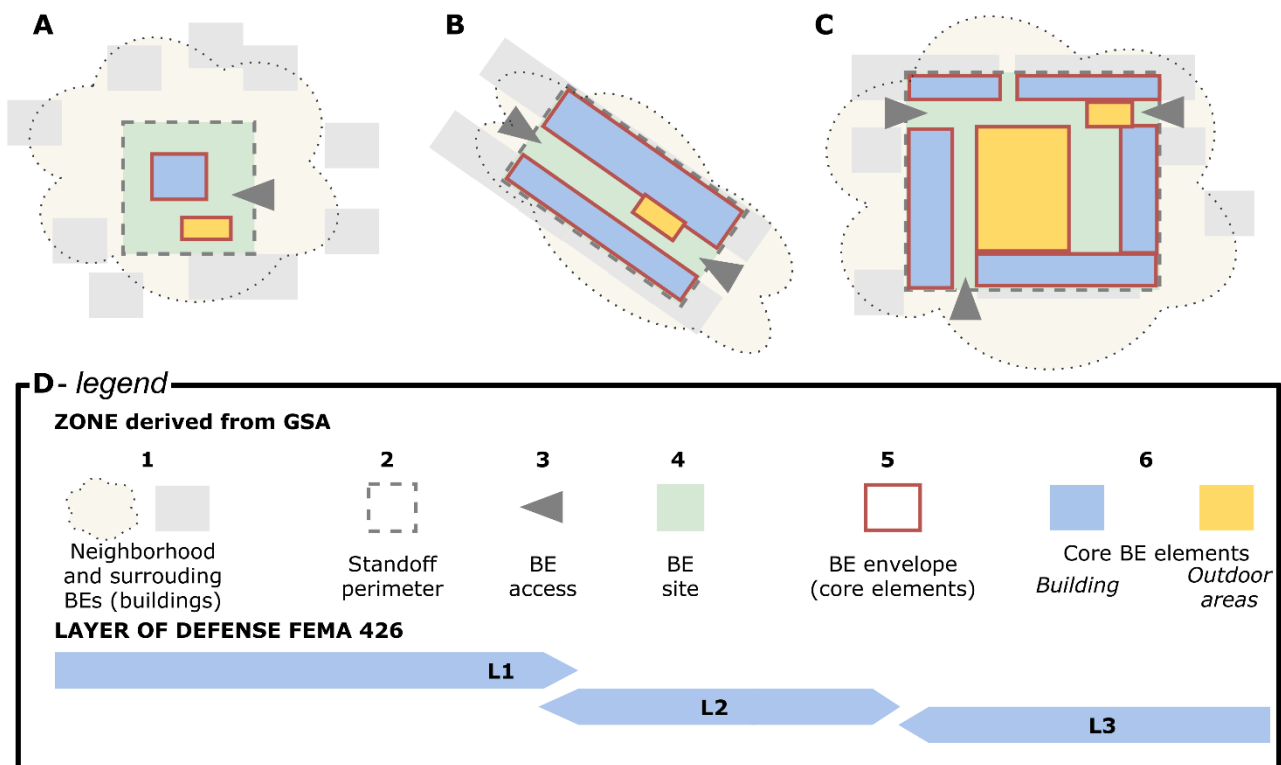 A
B
C
D - legend
ZONE derived from GSA
1
2
3
4
5
6
Neighborhood
and surrouding
BEs (buildings)
Standoff
perimeter
BE
access
BE
site
BE envelope
(core elements)
Core BE elements
Building
Outdoor
areas
LAYER OF DEFENSE FEMA 426
L1
L2
L3